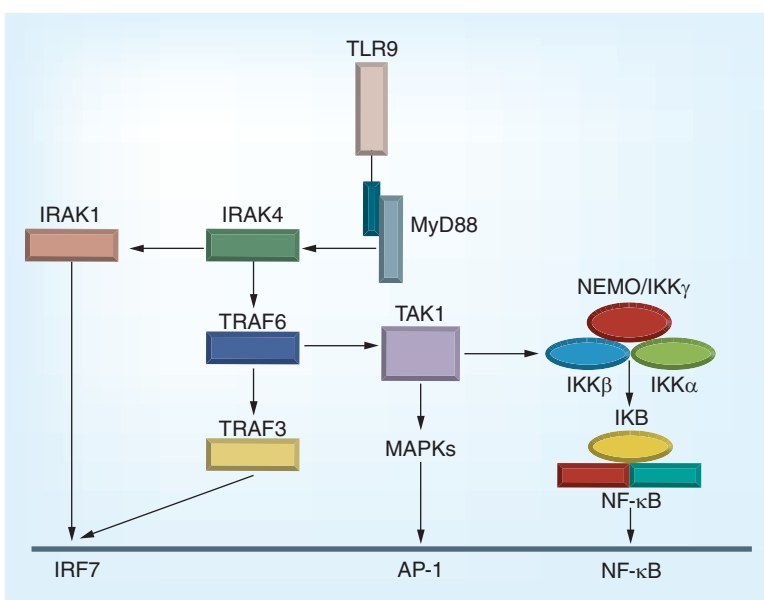 TLR9
IRAK1
IRAK4
MyD88
NEMO/IKKγ
TRAF6
TAK1
IKKβ
IKKα
TRAF3
IKB
MAPKs
NF-κB
IRF7
AP-1
NF-κB